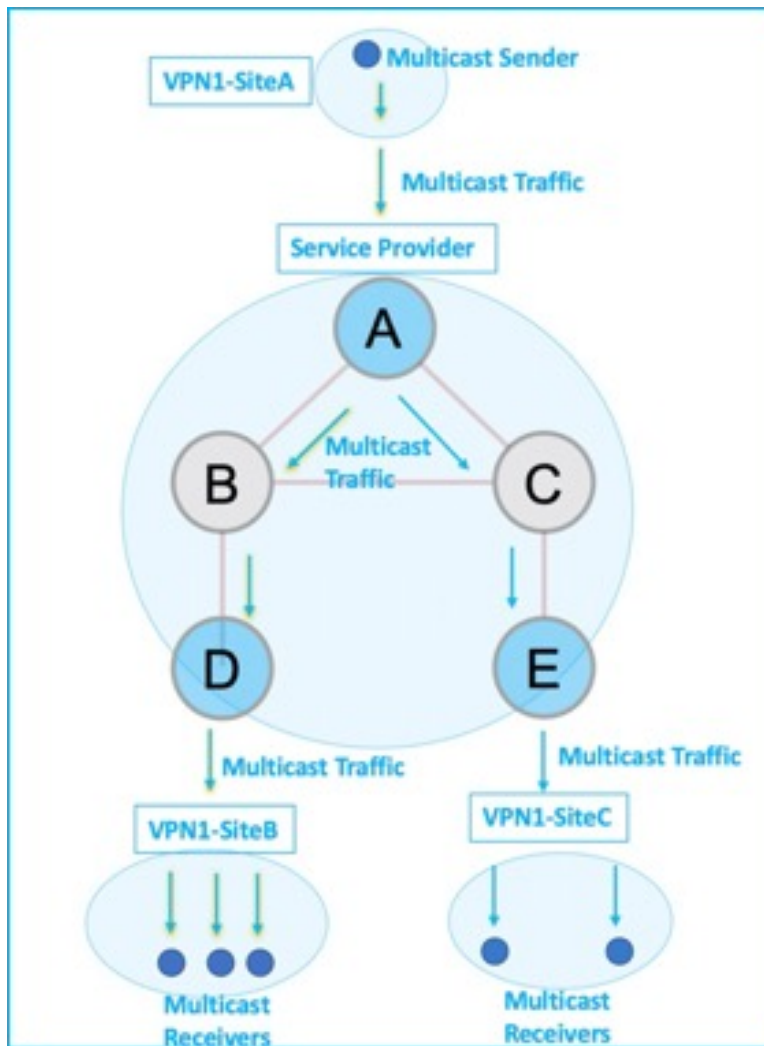 Multicast Sender
VPN1-SiteA
Multicast Traffic
Service Provider
A
Multicast
Traffic
B
C
D
E
Multicast Traffic
Multicast Traffic
VPN1-SiteB
VPN1-SiteC
Multicast
Receivers
Multicast
Receivers